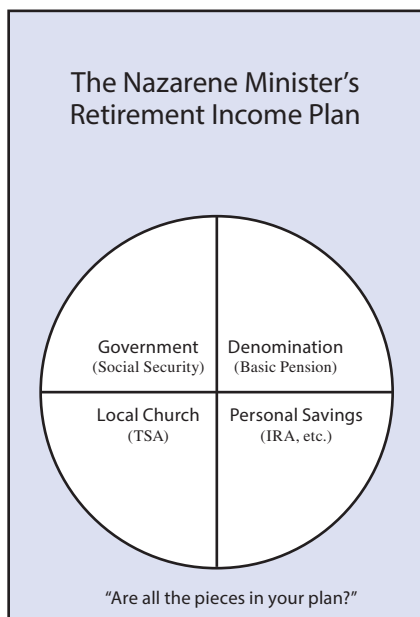 The Nazarene Minister’s
Retirement Income Plan
Government
(Social Security)
Denomination
(Basic Pension)
Local Church
(TSA)
Personal Savings
(IRA, etc.)
“Are all the pieces in your plan?”